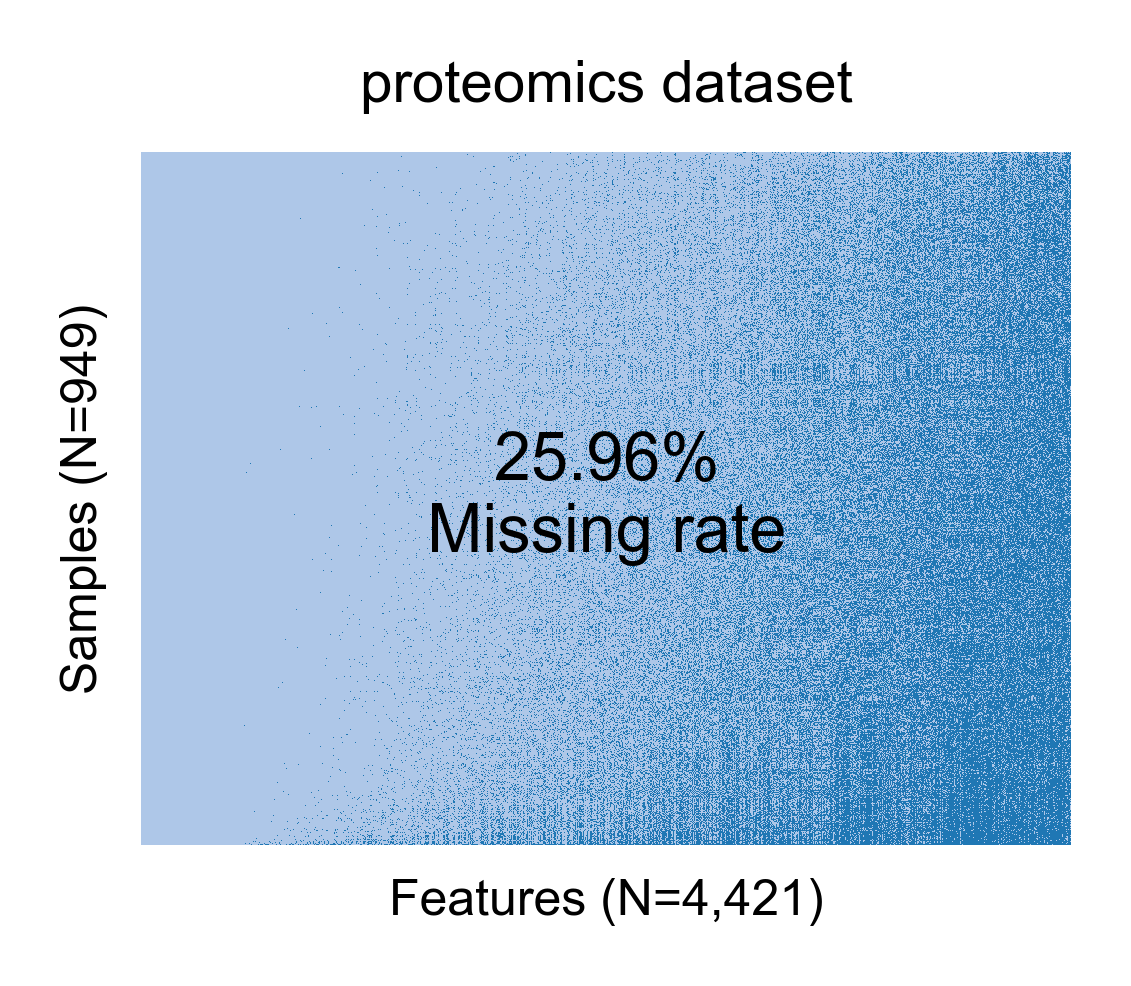 proteomics dataset
Samples (N=949)
25.96%
Missing rate
Features (N=4,421)